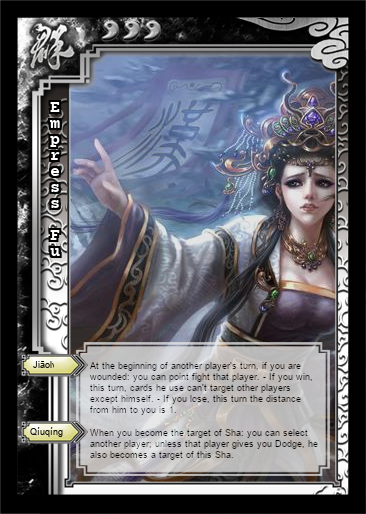 群
Empress Fu
Jiāoh
At the beginning of another player's turn, if you are
wounded: you can point fight that player. - If you win,
this turn, cards he use can't target other players
except himself. - If you lose, this turn the distance
from him to you is 1.
Qiuqing
When you become the target of Sha: you can select
another player; unless that player gives you Dodge, he
also becomes a target of this Sha.